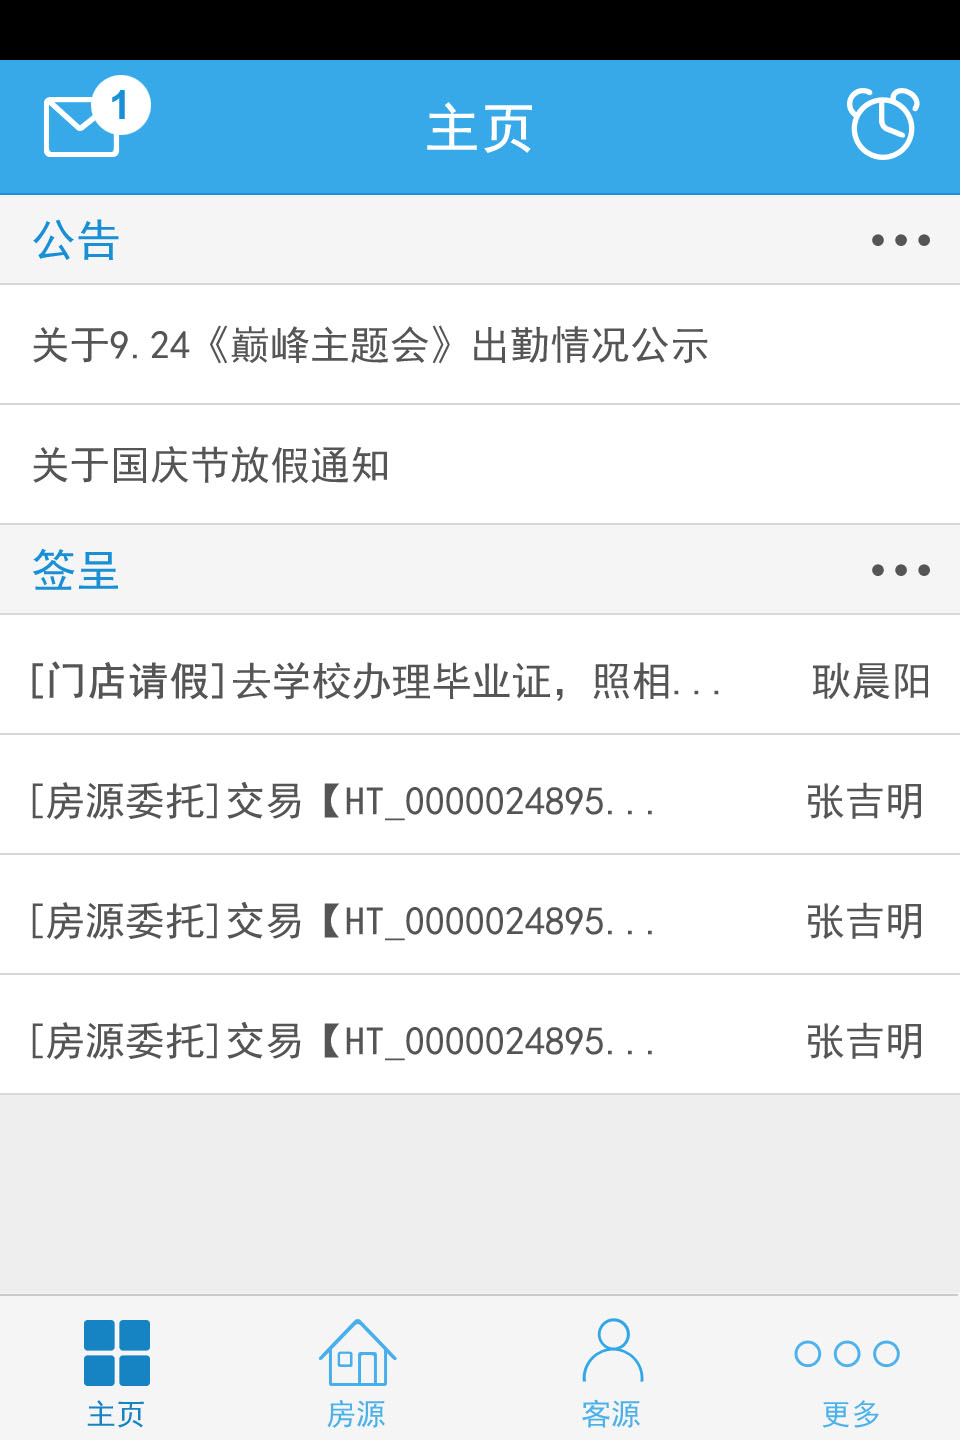 1
主页
公告
关于9.24《巅峰主题会》出勤情况公示
关于国庆节放假通知
签呈
[门店请假]去学校办理毕业证，照相... 耿晨阳
[房源委托]交易【HT_0000024895... 张吉明
[房源委托]交易【HT_0000024895... 张吉明
[房源委托]交易【HT_0000024895... 张吉明
主页 房源 客源 更多